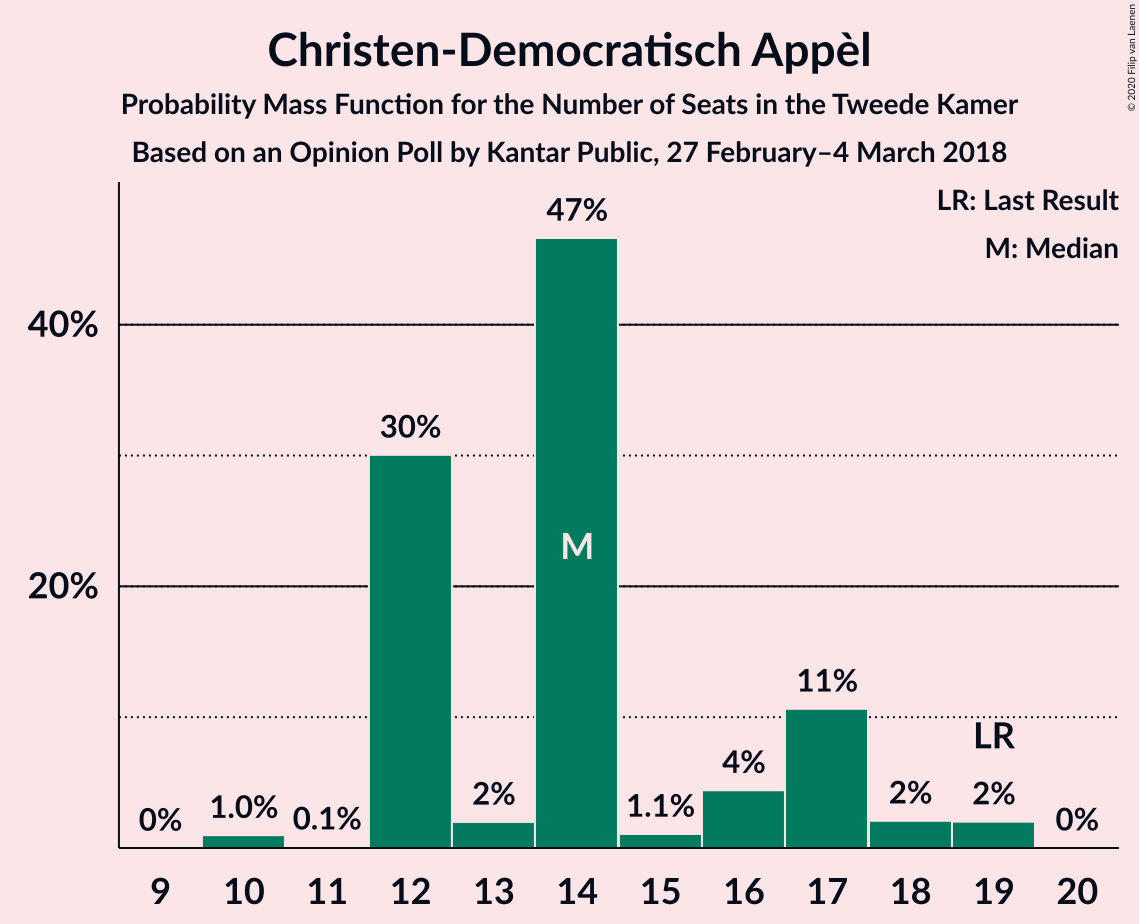 Christen-Democratisch Appèl
Probability Mass Function for the Number of Seats in the Tweede Kamer
Based on an Opinion Poll by Kantar Public, 27 February–4 March 2018
© 2020 Filip van Laenen
LR: Last Result
M: Median
47%
40%
30%
M
20%
11%
LR
4%
0%
1.0%
0.1%
2%
1.1%
2%
2%
0%
9 10 11 12 13 14 15 16 17 18 19 20